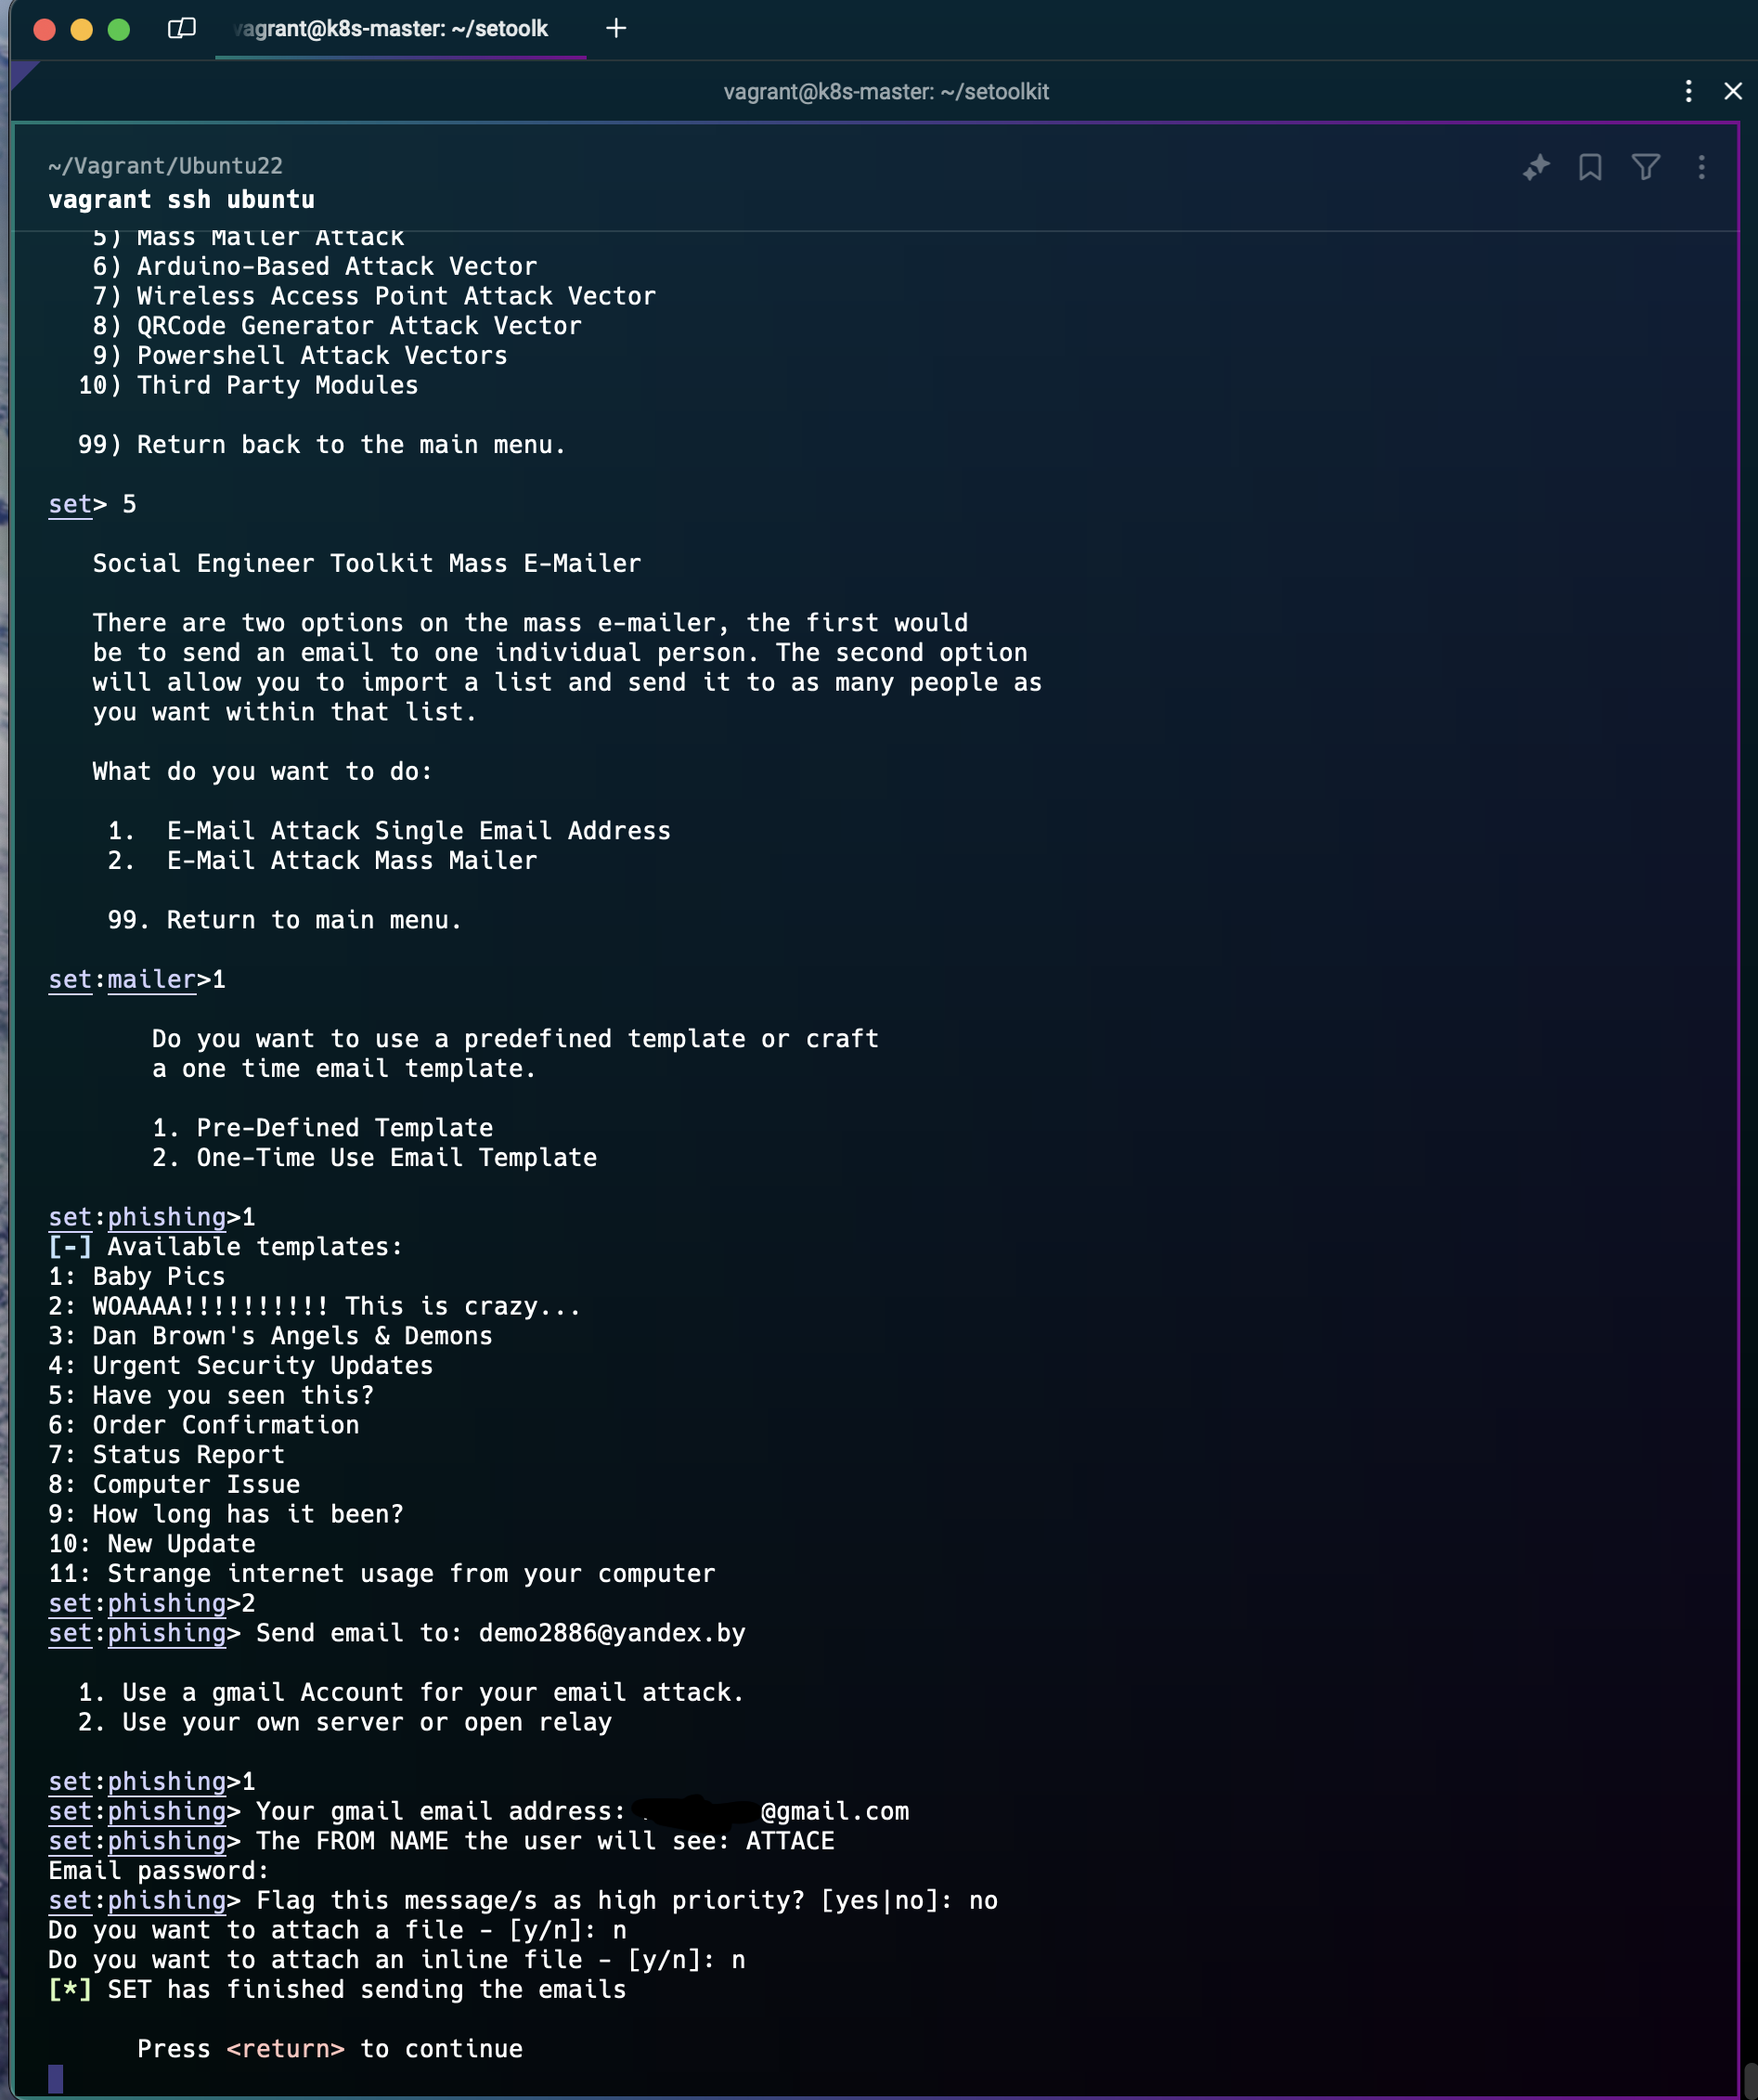 vagrant@k8s-master: ~/setoolk
vagrant@k8s-master: ~/setoolkit
~/Vagrant/Ubuntu22
vagrant ssh ubuntu
5) Mass Mailer Attack
6) Arduino-Based Attack Vector
7) Wireless Access Point Attack Vector
8) QRCode Generator Attack Vector
9) Powershell Attack Vectors
10) Third Party Modules
99) Return back to the main menu.
set> 5
Social Engineer Toolkit Mass E-Mailer
There are two options on the mass e-mailer, the first would
be to send an email to one individual person. The second option
will allow you to import a list and send it to as many people as
you want within that list.
What do you want to do:
1.  E-Mail Attack Single Email Address
2.  E-Mail Attack Mass Mailer
99. Return to main menu.
set:mailer>1
Do you want to use a predefined template or craft
a one time email template.
1. Pre-Defined Template
2. One-Time Use Email Template
set:phishing>1
[-] Available templates:
1: Baby Pics
2: WOAAAA!!!!!!!!!! This is crazy...
3: Dan Brown's Angels & Demons
4: Urgent Security Updates
5: Have you seen this?
6: Order Confirmation
7: Status Report
8: Computer Issue
9: How long has it been?
10: New Update
11: Strange internet usage from your computer
set:phishing>2
set:phishing> Send email to: demo2886@yandex.by
1. Use a gmail Account for your email attack.
2. Use your own server or open relay
set:phishing>1
set:phishing> Your gmail email address: @gmail.com
set:phishing> The FROM NAME the user will see: ATTACE
Email password:
set:phishing> Flag this message/s as high priority? [yes|no]: no
Do you want to attach a file - [y/n]: n
Do you want to attach an inline file - [y/n]: n
[*] SET has finished sending the emails
Press <return> to continue